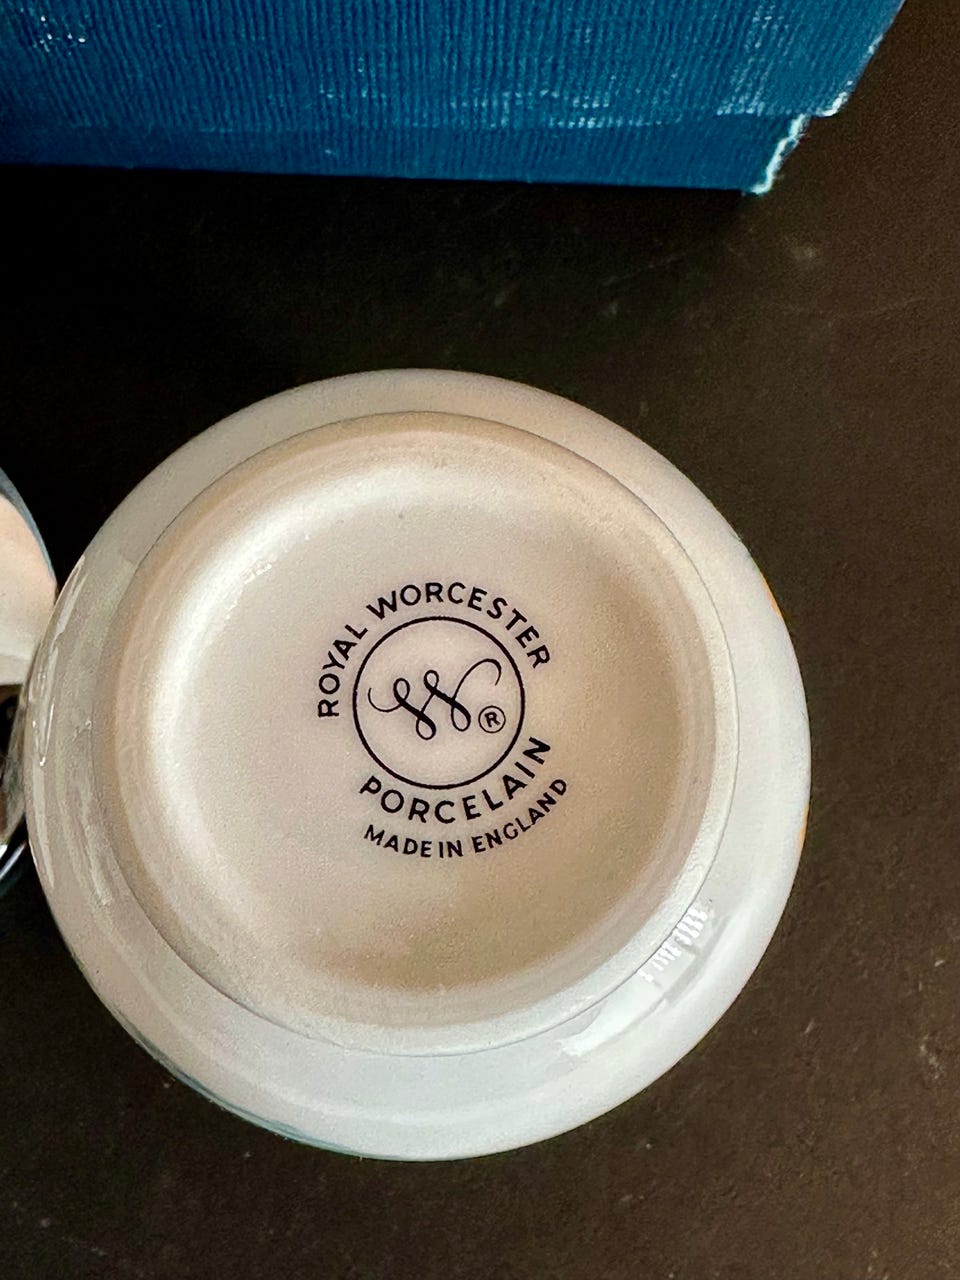 ROYAL WORCESTER
W ®
PORCELAIN
MADE IN ENGLAND